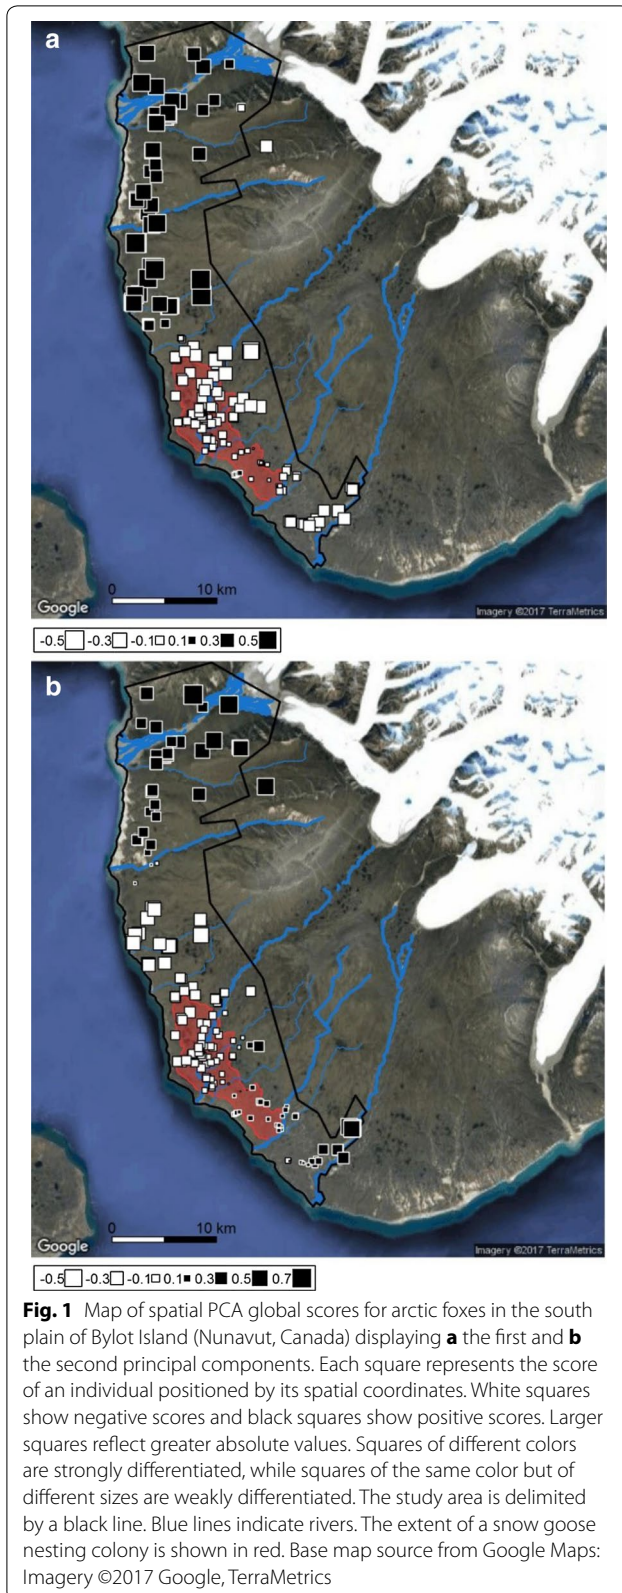 a
0 10 km
Google
Imagery ©2017 TerraMetrics
-0.5 -0.3 -0.1 0.1 0.3 0.5
b
0 10 km
Google
Imagery ©2017 TerraMetrics
-0.5 -0.3 -0.1 0.1 0.3 0.5 0.7
Fig. 1 Map of spatial PCA global scores for arctic foxes in the south
plain of Bylot Island (Nunavut, Canada) displaying a the first and b
the second principal components. Each square represents the score
of an individual positioned by its spatial coordinates. White squares
show negative scores and black squares show positive scores. Larger
squares reflect greater absolute values. Squares of different colors
are strongly differentiated, while squares of the same color but of
different sizes are weakly differentiated. The study area is delimited
by a black line. Blue lines indicate rivers. The extent of a snow goose
nesting colony is shown in red. Base map source from Google Maps:
Imagery ©2017 Google, TerraMetrics